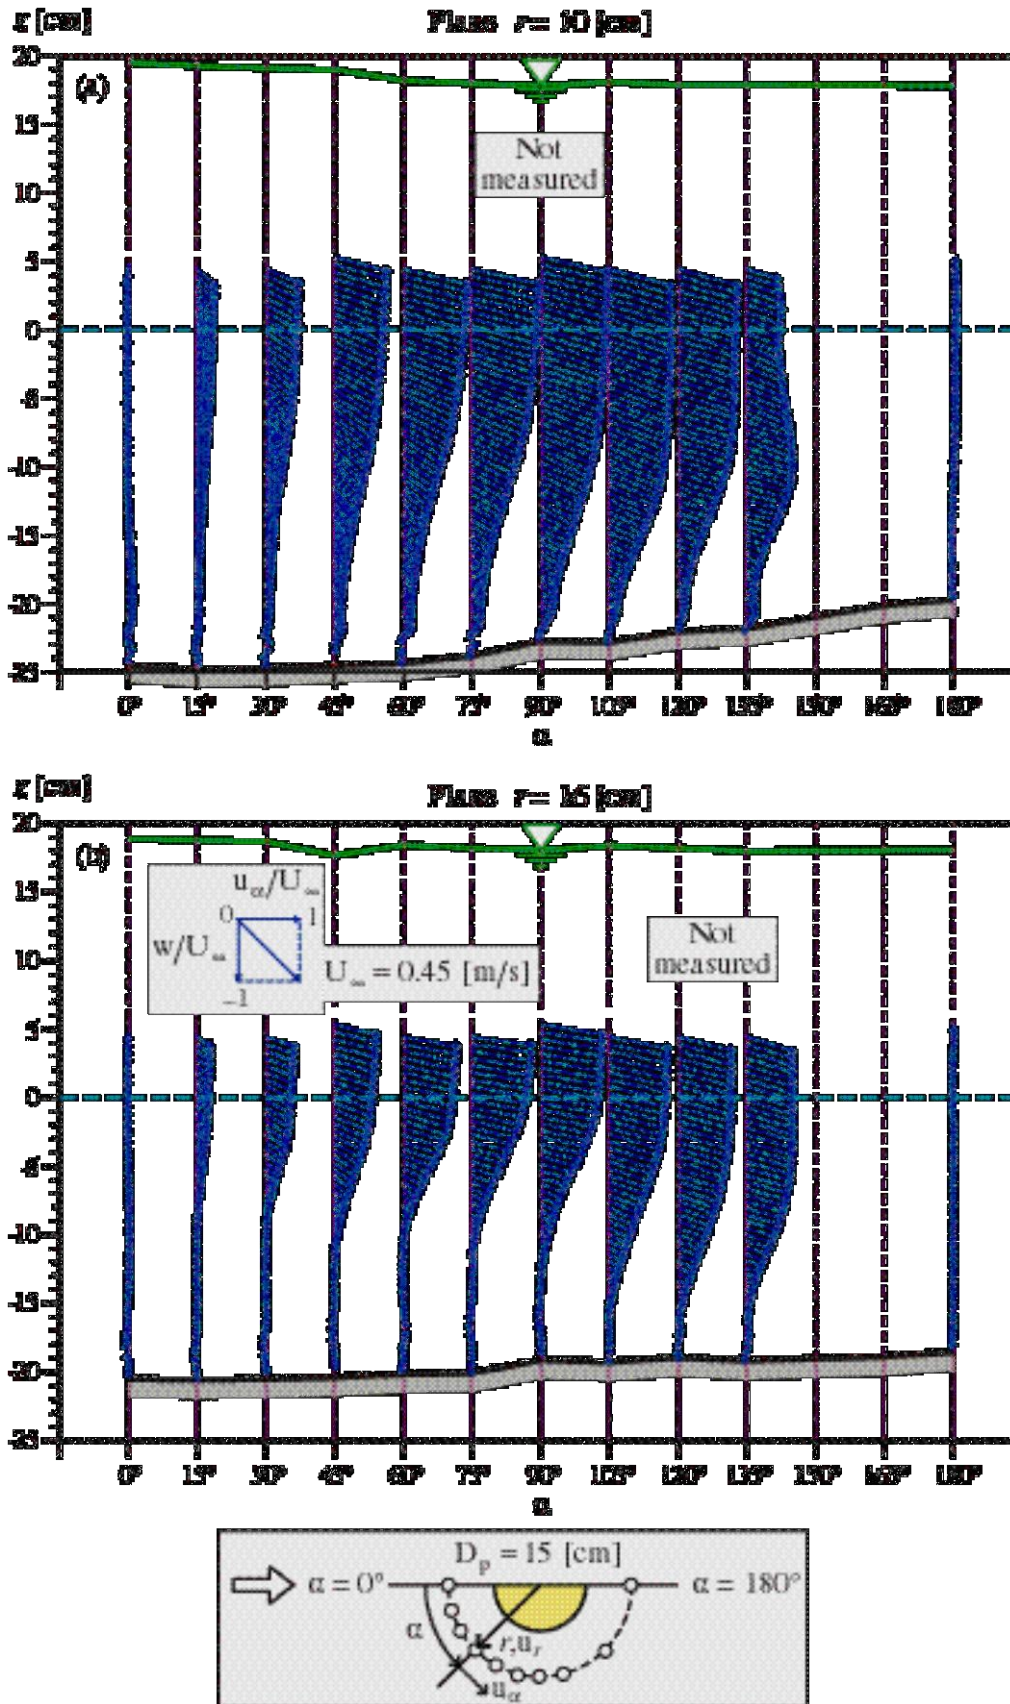 z [cm]
Plane r = 10 [cm]
20
(a)
15
Not
measured
10
5
0
-5
-10
-15
-20
-25
0° 15° 30° 45° 60° 75° 90° 105° 120° 135° 150° 165° 180°
α
z [cm]
Plane r = 16 [cm]
20
(b)
uα/U∞
15
0 1
w/U∞
Not
measured
U∞ = 0.45 [m/s]
10
-1
5
0
-5
-10
-15
-20
-25
0° 15° 30° 45° 60° 75° 90° 105° 120° 135° 150° 165° 180°
α
Dp = 15 [cm]
α = 0°
α = 180°
α
r,ur
uα